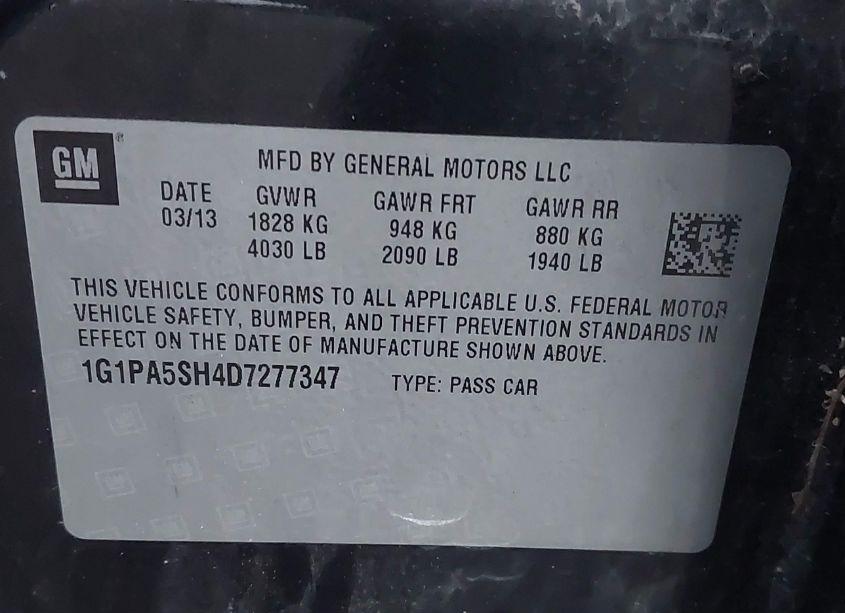 GM®
MFD BY GENERAL MOTORS LLC
DATE GVWR GAWR FRT GAWR RR
03/13 1828 KG 948 KG 880 KG
4030 LB 2090 LB 1940 LB
THIS VEHICLE CONFORMS TO ALL APPLICABLE U.S. FEDERAL MOTOR
VEHICLE SAFETY, BUMPER, AND THEFT PREVENTION STANDARDS IN
EFFECT ON THE DATE OF MANUFACTURE SHOWN ABOVE.
1G1PA5SH4D7277347 TYPE: PASS CAR